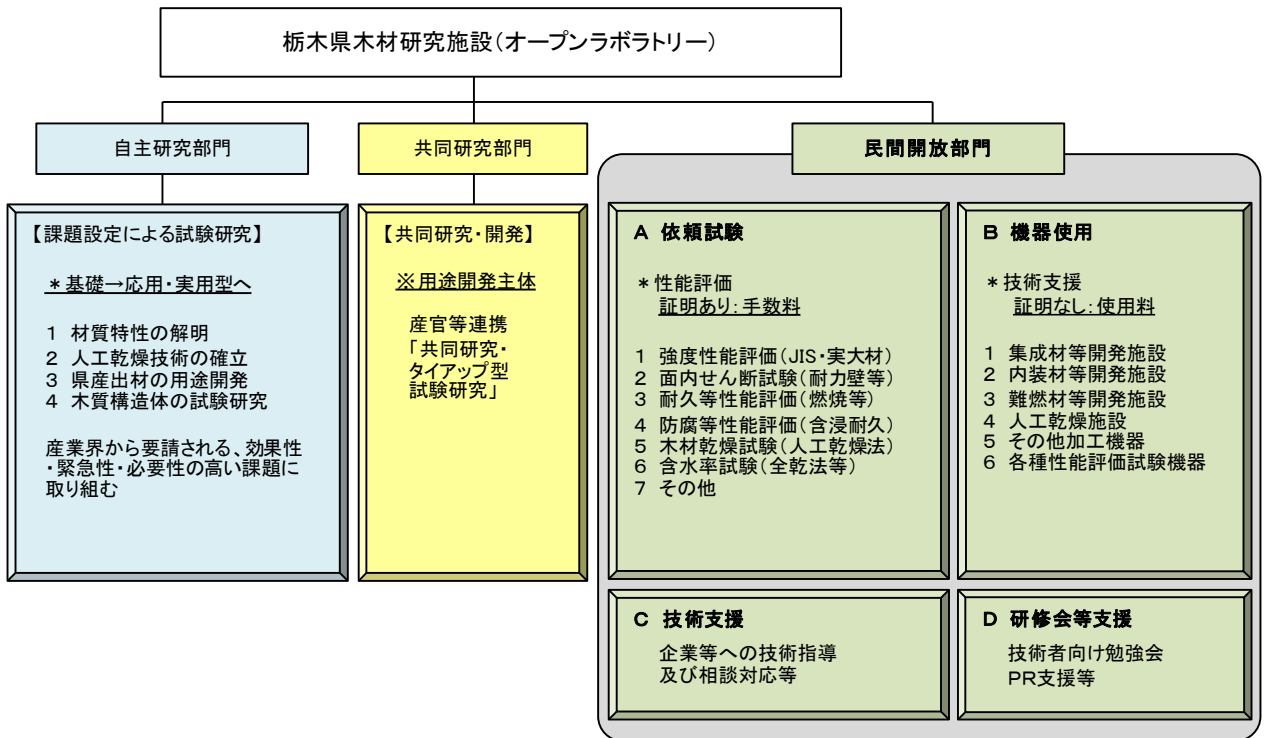 栃木県木材研究施設(オープンラボラトリー)
自主研究部門
【課題設定による試験研究】
*基礎→応用・実用型へ
1 材質特性の解明
2 人工乾燥技術の確立
3 県産出材の用途開発
4 木質構造体の試験研究
産業界から要請される、効果性
・緊急性・必要性の高い課題に
取り組む
共同研究部門
【共同研究・開発】
※用途開発主体
産官等連携
「共同研究・
タイアップ型
試験研究」
民間開放部門
A 依頼試験
*性能評価
証明あり:手数料
1 強度性能評価(JIS・実大材)
2 面内せん断試験(耐力壁等)
3 耐久等性能評価(燃焼等)
4 防腐等性能評価(含浸耐久)
5 木材乾燥試験(人工乾燥法)
6 含水率試験(全乾法等)
7 その他
B 機器使用
*技術支援
証明なし:使用料
1 集成材等開発施設
2 内装材等開発施設
3 難燃材等開発施設
4 人工乾燥施設
5 その他加工機器
6 各種性能評価試験機器
C 技術支援
企業等への技術指導
及び相談対応等
D 研修会等支援
技術者向け勉強会
PR支援等